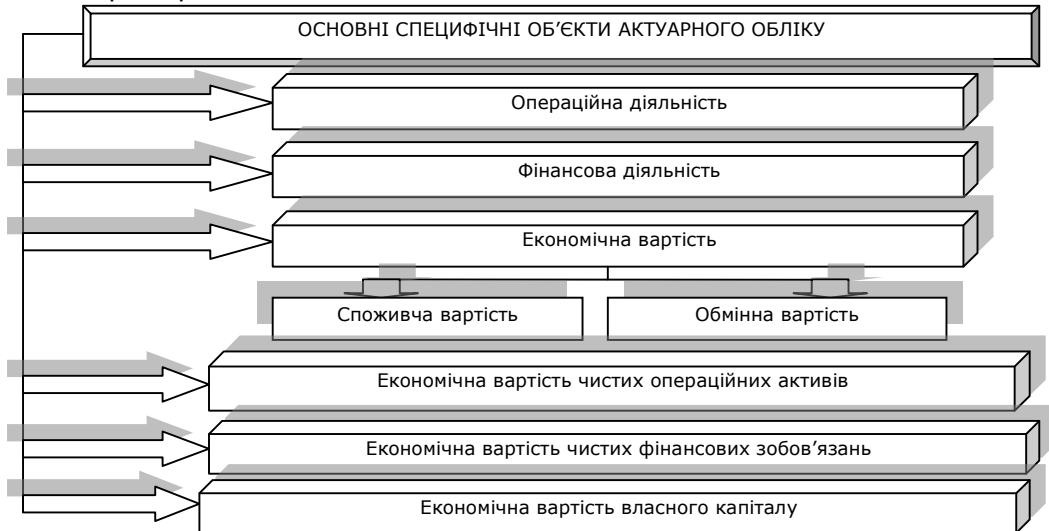 ОСНОВНІ СПЕЦИФІЧНІ ОБ’ЄКТИ АКТУАРНОГО ОБЛІКУ
Операційна діяльність
Фінансова діяльність
Економічна вартість
Споживча вартість
Обмінна вартість
Економічна вартість чистих операційних активів
Економічна вартість чистих фінансових зобов’язань
Економічна вартість власного капіталу